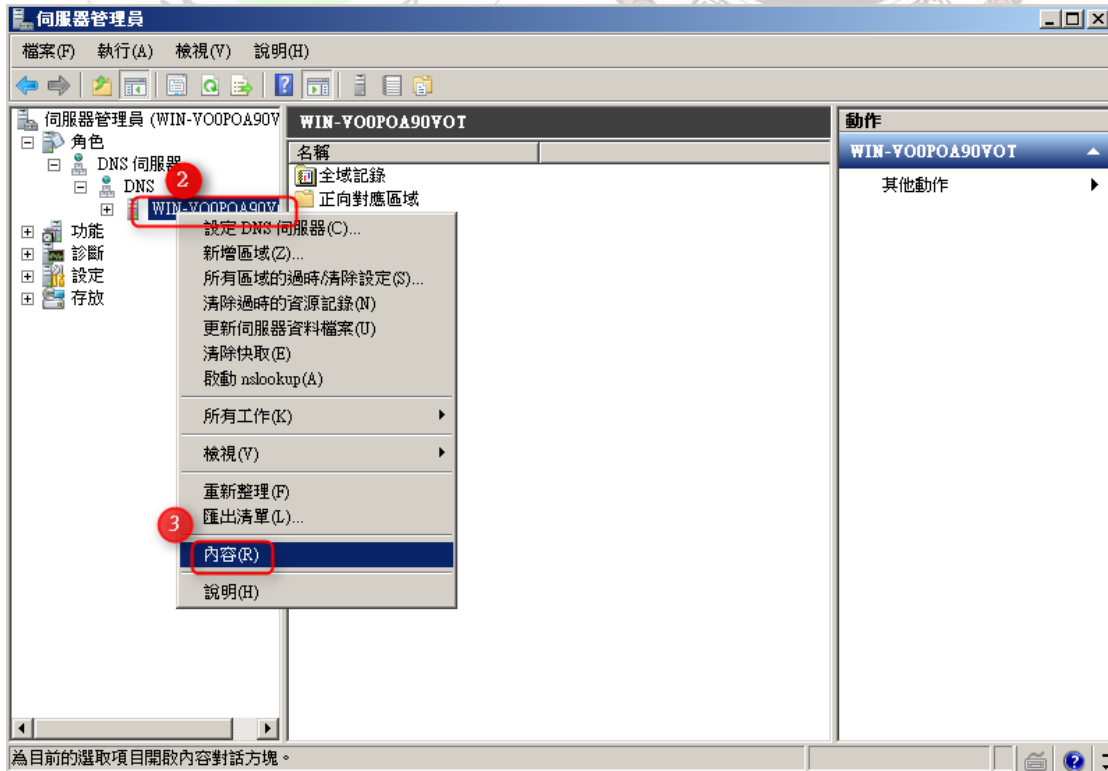 伺服器管理員
檔案(F) 執行(A) 檢視(V) 說明(H)
伺服器管理員 (WIN-VO0POA90V
角色
DNS 伺服器
DNS
2
WIN-VO0POA90V
功能
診斷
設定
存放
WIN-VO0POA90VOT
名稱
全域記錄
正向對應區域
設定 DNS 伺服器(C)...
新增區域(Z)...
所有區域的過時/清除設定(S)...
清除過時的資源記錄(N)
更新伺服器資料檔案(U)
清除快取(E)
啟動 nslookup(A)
所有工作(K)
檢視(V)
重新整理(F)
匯出清單(L)...
3
內容(R)
說明(H)
動作
WIN-VO0POA90VOT
其他動作
為目前的選取項目開啟內容對話方塊。